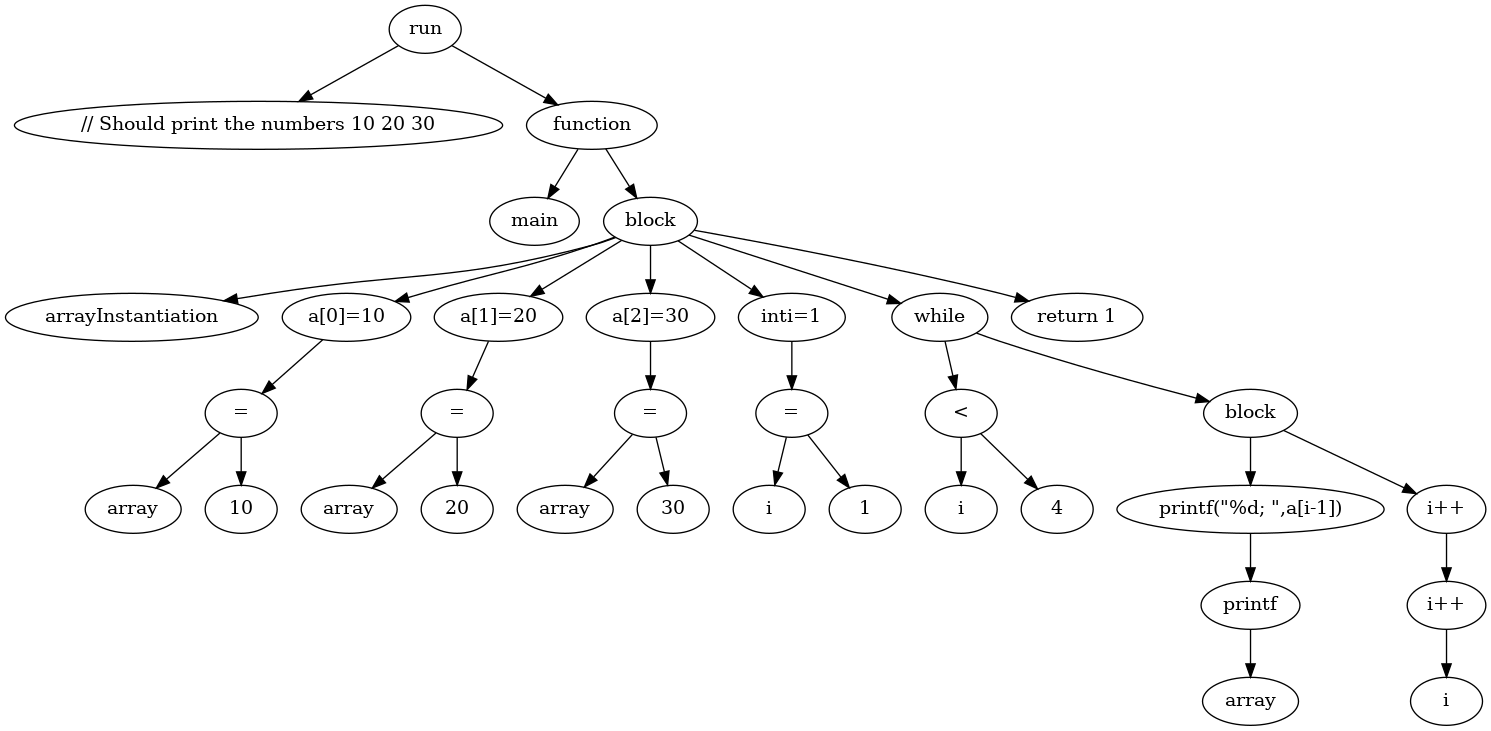 run
// Should print the numbers 10 20 30
function
main
block
arrayInstantiation
a[0]=10
a[1]=20
a[2]=30
inti=1
while
return 1
=
=
=
=
<
block
array
10
array
20
array
30
i
1
i
4
printf("%d; ",a[i-1])
i++
printf
i++
array
i